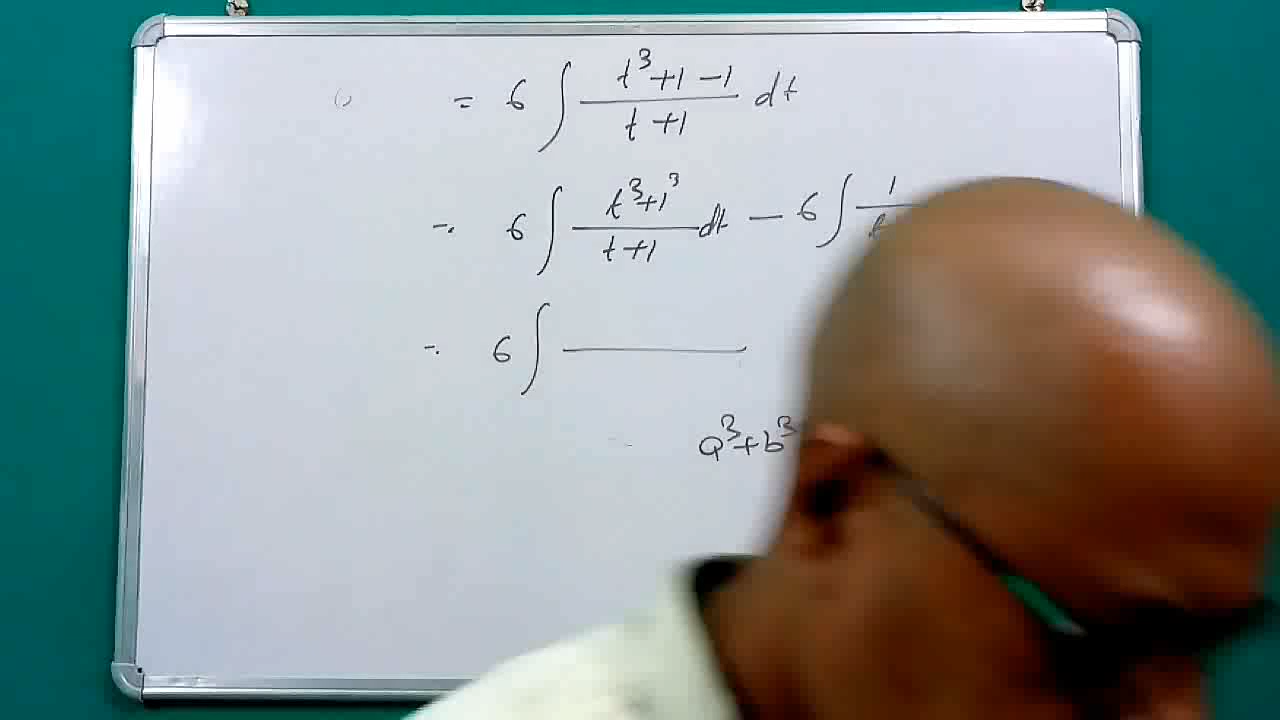 = 6 ∫ (t³+1−1)/(t+1) dt
= 6 ∫ (t³+1³)/(t+1) dt − 6 ∫ 1/t
= 6 ∫
a³+b³